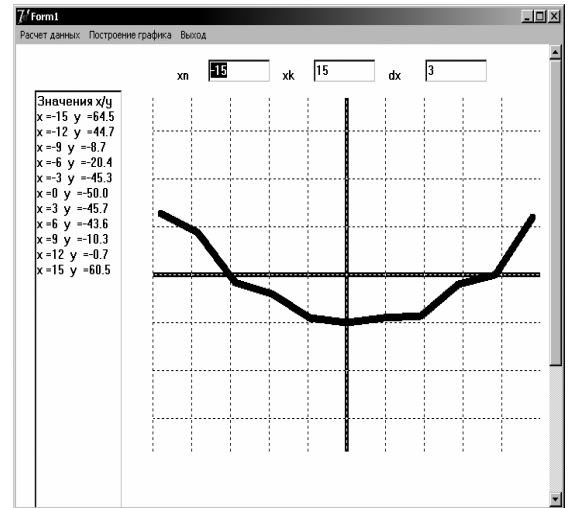 Form1
Расчет данных Построение графика Выход
xn -15 xk 15 dx 3
Значения x/y
x =-15 y =64.5
x =-12 y =44.7
x =-9 y =-8.7
x =-6 y =-20.4
x =-3 y =-45.3
x =0 y =-50.0
x =3 y =-45.7
x =6 y =-43.6
x =9 y =-10.3
x =12 y =-0.7
x =15 y =60.5